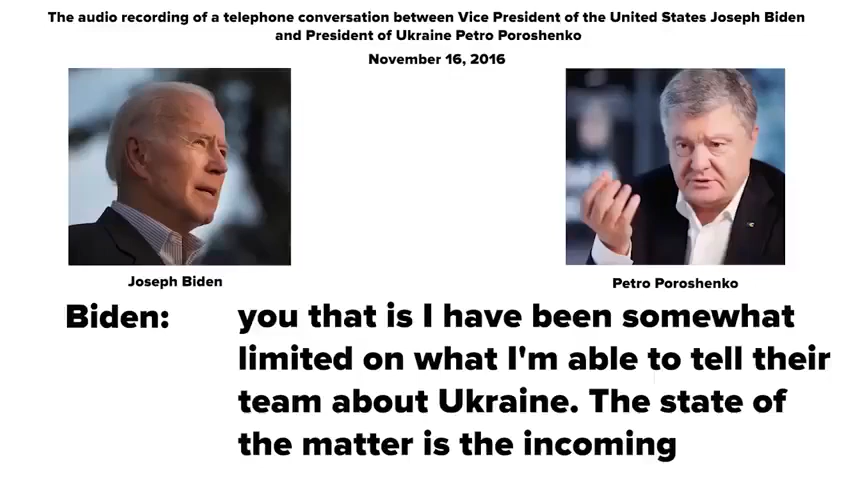 The audio recording of a telephone conversation between Vice President of the United States Joseph Biden
and President of Ukraine Petro Poroshenko
November 16, 2016
Joseph Biden
Petro Poroshenko
Biden:
you that is I have been somewhat
limited on what I'm able to tell their
team about Ukraine. The state of
the matter is the incoming